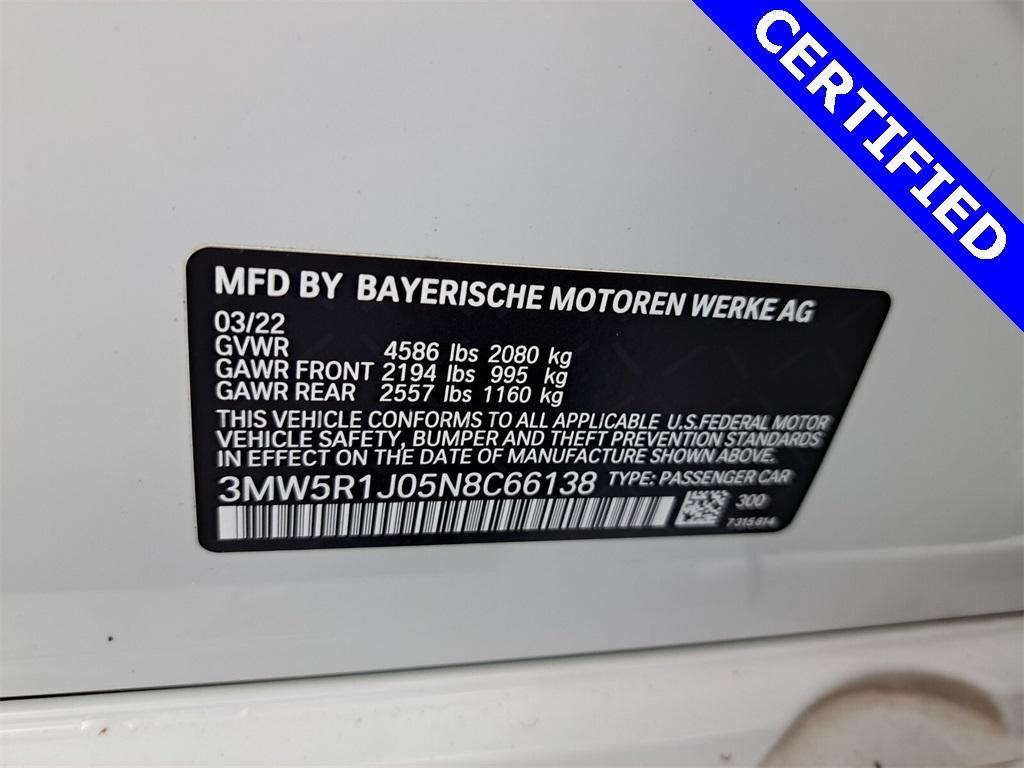 CERTIFIED
MFD BY BAYERISCHE MOTOREN WERKE AG
03/22
GVWR 4586 lbs 2080 kg
GAWR FRONT 2194 lbs 995 kg
GAWR REAR 2557 lbs 1160 kg
THIS VEHICLE CONFORMS TO ALL APPLICABLE U.S.FEDERAL MOTOR
VEHICLE SAFETY, BUMPER AND THEFT PREVENTION STANDARDS
IN EFFECT ON THE DATE OF MANUFACTURE SHOWN ABOVE.
3MW5R1J05N8C66138 TYPE: PASSENGER CAR
300
7315814